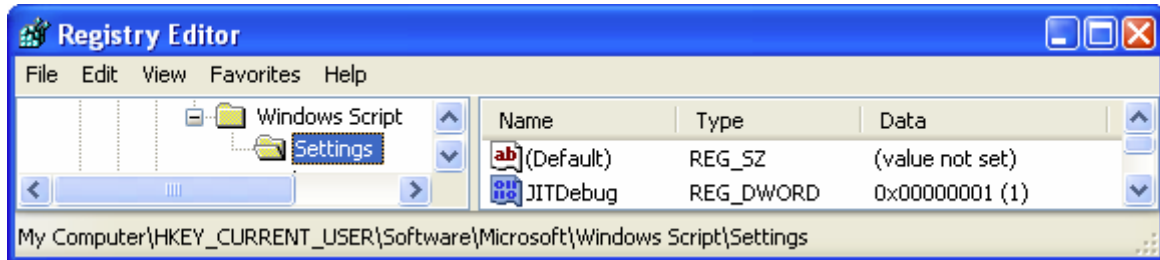 Registry Editor
File Edit View Favorites Help
Windows Script
Settings
Name Type Data
(Default) REG_SZ (value not set)
JITDebug REG_DWORD 0x00000001 (1)
My Computer\HKEY_CURRENT_USER\Software\Microsoft\Windows Script\Settings